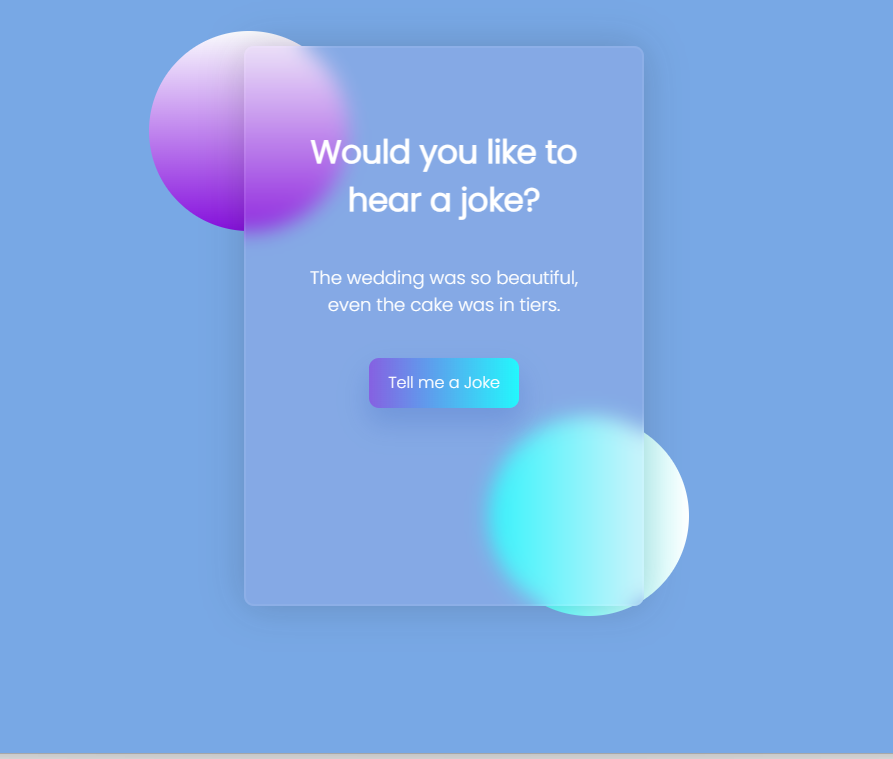 Would you like to
hear a joke?
The wedding was so beautiful,
even the cake was in tiers.
Tell me a Joke